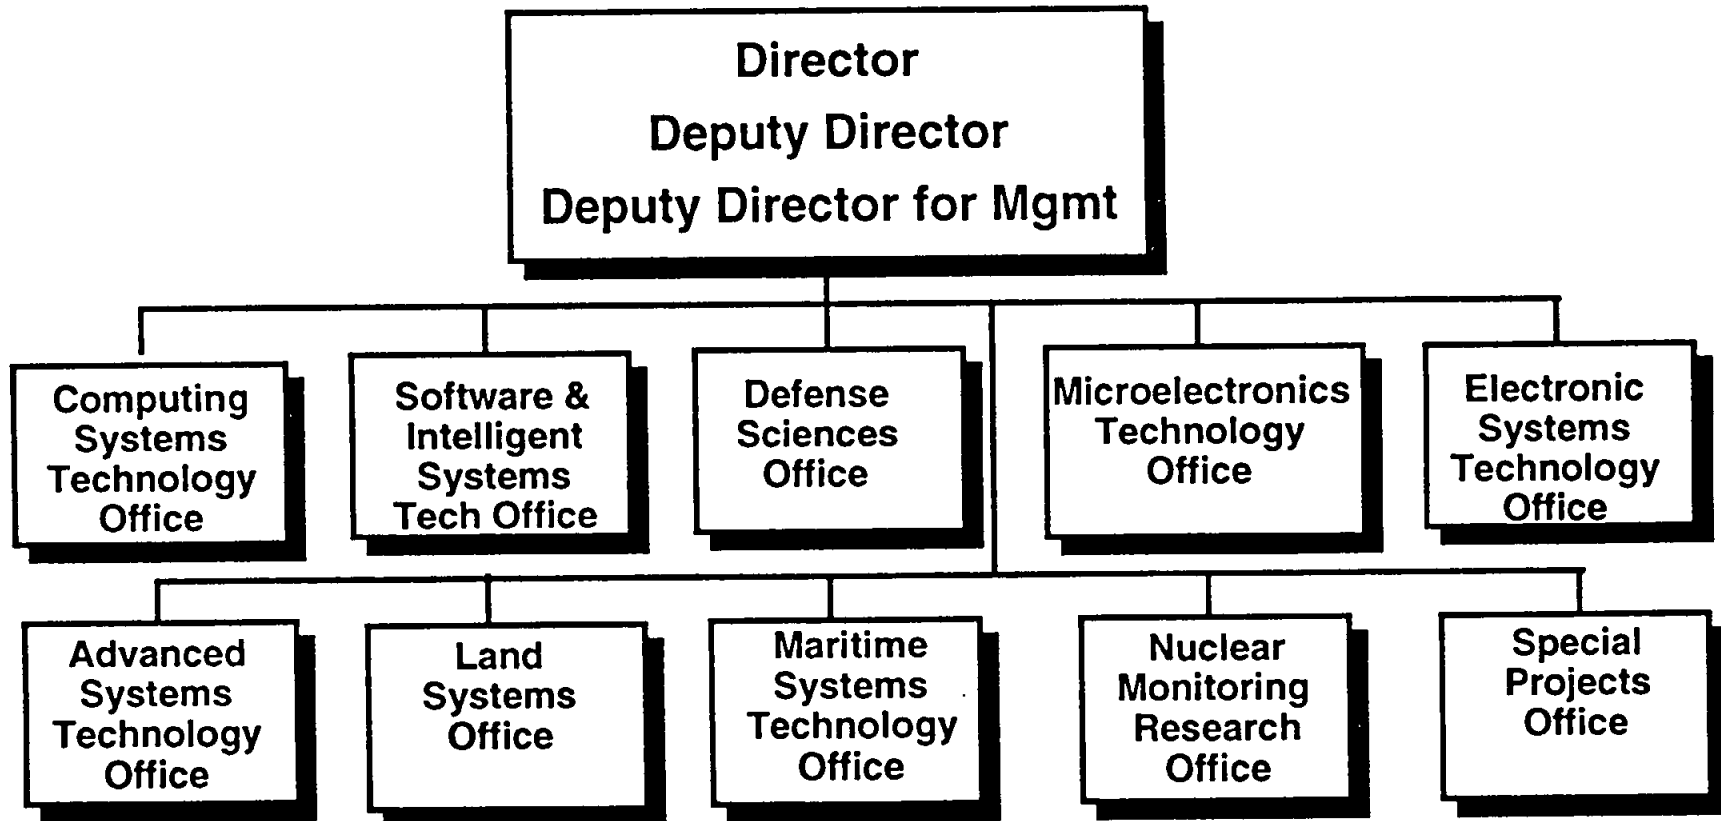 Director
Deputy Director
Deputy Director for Mgmt
Computing
Systems
Technology
Office
Software &
Intelligent
Systems
Tech Office
Defense
Sciences
Office
Microelectronics
Technology
Office
Electronic
Systems
Technology
Office
Advanced
Systems
Technology
Office
Land
Systems
Office
Maritime
Systems
Technology
Office
Nuclear
Monitoring
Research
Office
Special
Projects
Office